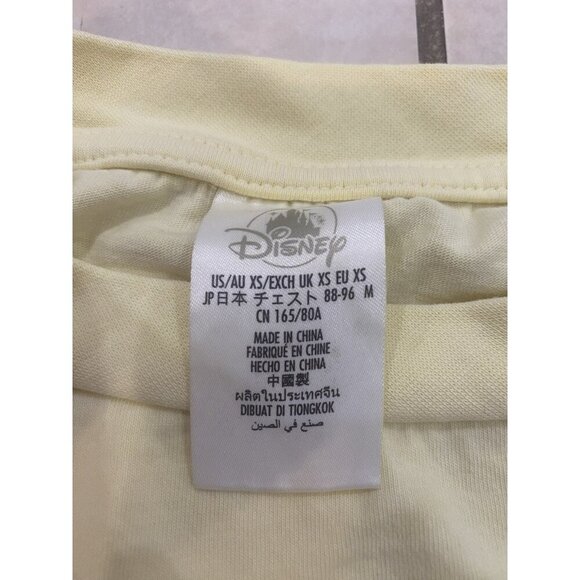 Disney
US/AU XS/EXCH UK XS EU XS
JP日本 チェスト 88-96 M
CN 165/80A
MADE IN CHINA
FABRIQUÉ EN CHINE
HECHO EN CHINA
中國製
ผลิตในประเทศจีน
DIBUAT DI TIONGKOK
صنع في الصين